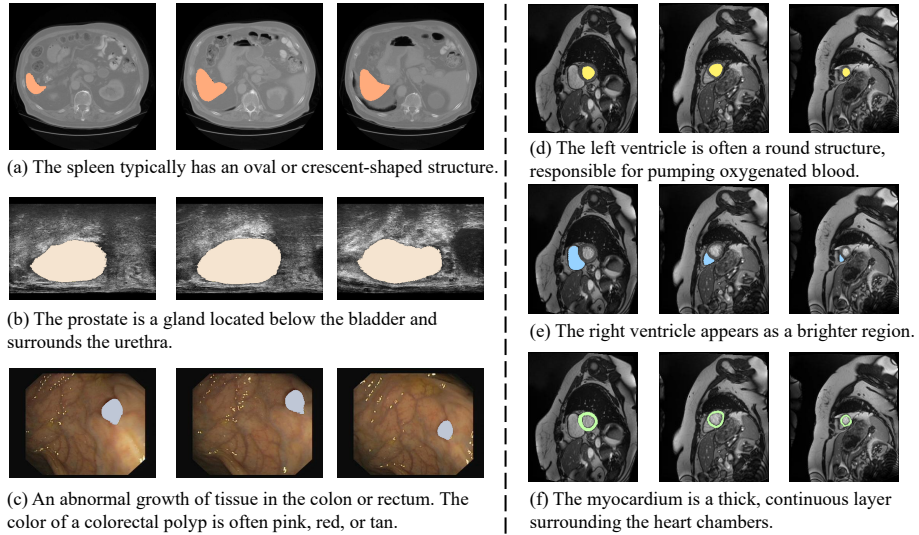 (a) The spleen typically has an oval or crescent-shaped structure.
(b) The prostate is a gland located below the bladder and
surrounds the urethra.
(c) An abnormal growth of tissue in the colon or rectum. The
color of a colorectal polyp is often pink, red, or tan.
(d) The left ventricle is often a round structure,
responsible for pumping oxygenated blood.
(e) The right ventricle appears as a brighter region.
(f) The myocardium is a thick, continuous layer
surrounding the heart chambers.